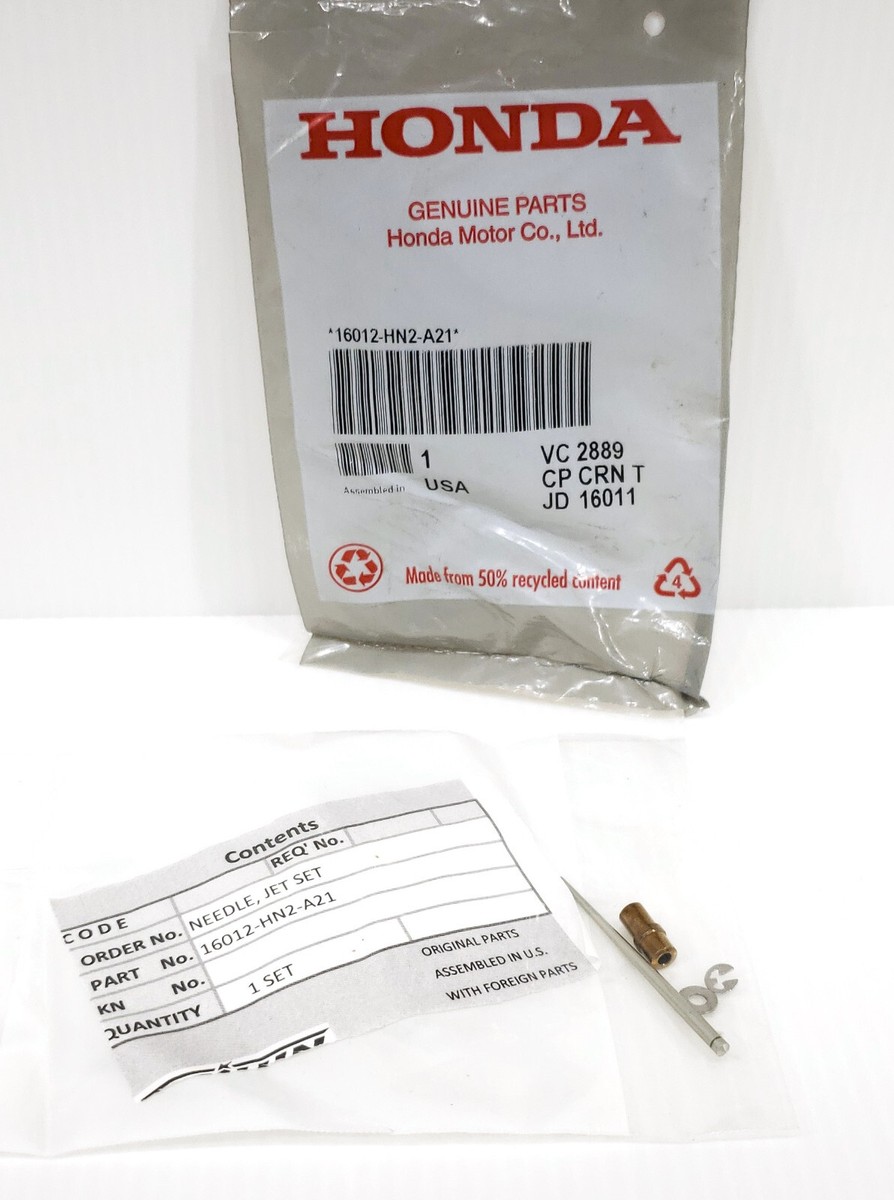 HONDA
GENUINE PARTS
Honda Motor Co., Ltd.
*16012-HN2-A21*
1 VC 2889
Assembled in USA CP CRN T
JD 16011
Made from 50% recycled content
4
Contents
CODE REQ' No.
ORDER No. NEEDLE, JET SET
PART No. 16012-HN2-A21
KN No.
QUANTITY 1 SET
ORIGINAL PARTS
ASSEMBLED IN U.S.
WITH FOREIGN PARTS